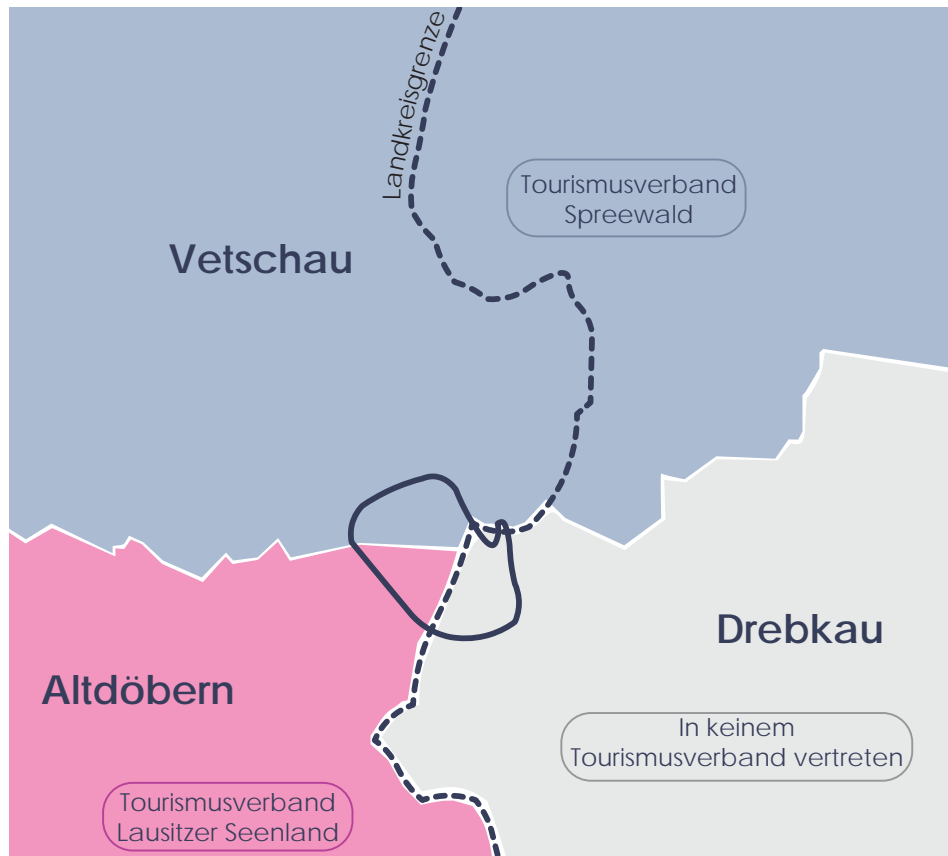 Landkreisgrenze
Tourismusverband
Spreewald
Vetschau
Drebkau
Altdöbern
In keinem
Tourismusverband vertreten
Tourismusverband
Lausitzer Seenland